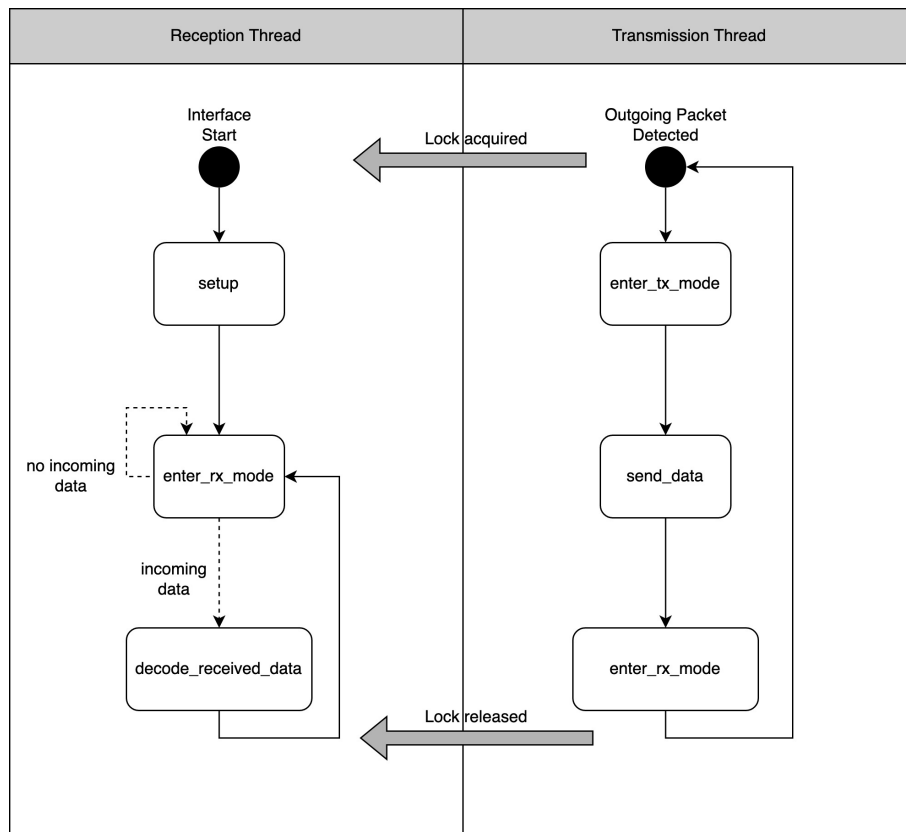 Reception Thread
Transmission Thread
Interface
Start
Lock acquired
Outgoing Packet
Detected
setup
enter_tx_mode
no incoming
data
enter_rx_mode
send_data
incoming
data
decode_received_data
enter_rx_mode
Lock released